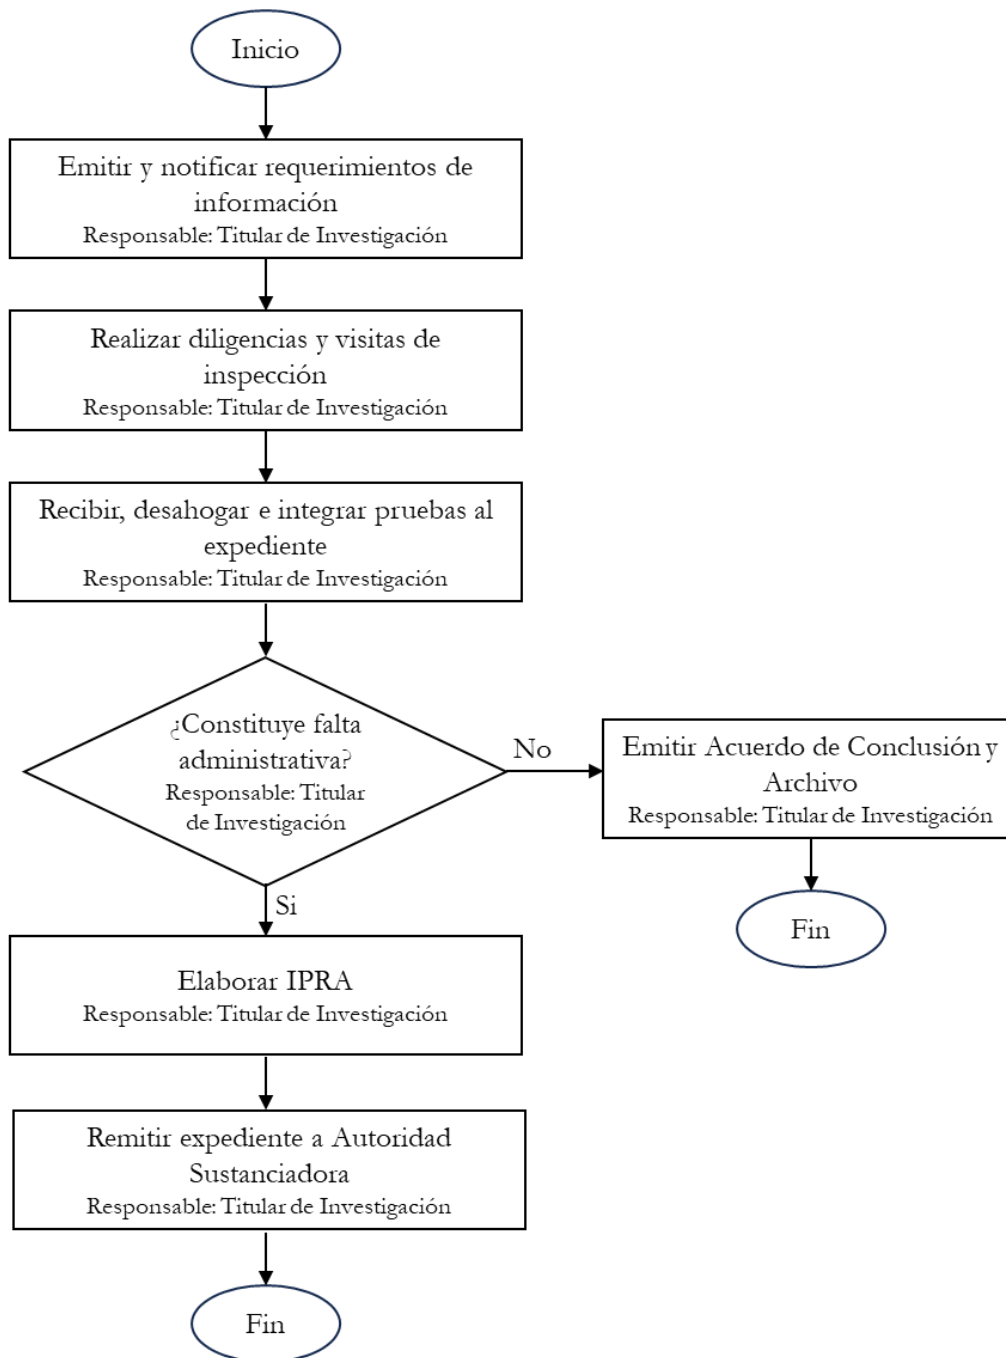 Inicio
Emitir y notificar requerimientos de
información
Responsable: Titular de Investigación
Realizar diligencias y visitas de
inspección
Responsable: Titular de Investigación
Recibir, desahogar e integrar pruebas al
expediente
Responsable: Titular de Investigación
¿Constituye falta
administrativa?
Responsable: Titular
de Investigación
No
Emitir Acuerdo de Conclusión y
Archivo
Responsable: Titular de Investigación
Fin
Si
Elaborar IPRA
Responsable: Titular de Investigación
Remitir expediente a Autoridad
Sustanciadora
Responsable: Titular de Investigación
Fin